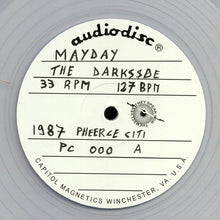 audiodisc®
MAYDAY
THE DARKSSDE
33 RPM 127 BPM
1987 PHEERCE CITI
PC 000 A
CAPITOL MAGNETICS WINCHESTER, VA. U.S.A.